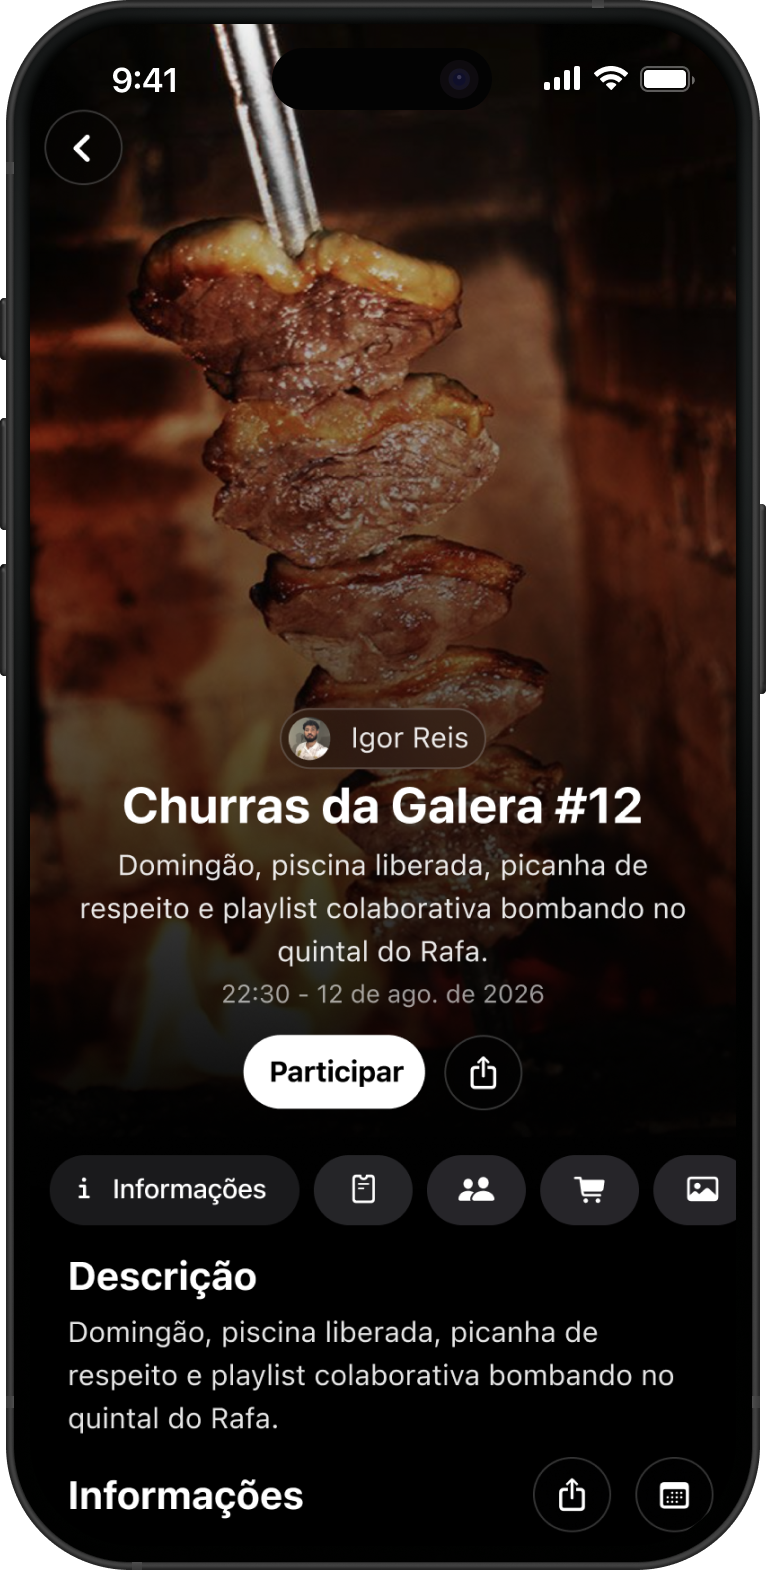 9:41
Igor Reis
Churras da Galera #12
Domingão, piscina liberada, picanha de
respeito e playlist colaborativa bombando no
quintal do Rafa.
22:30 - 12 de ago. de 2026
Participar
Informações
Descrição
Domingão, piscina liberada, picanha de
respeito e playlist colaborativa bombando no
quintal do Rafa.
Informações